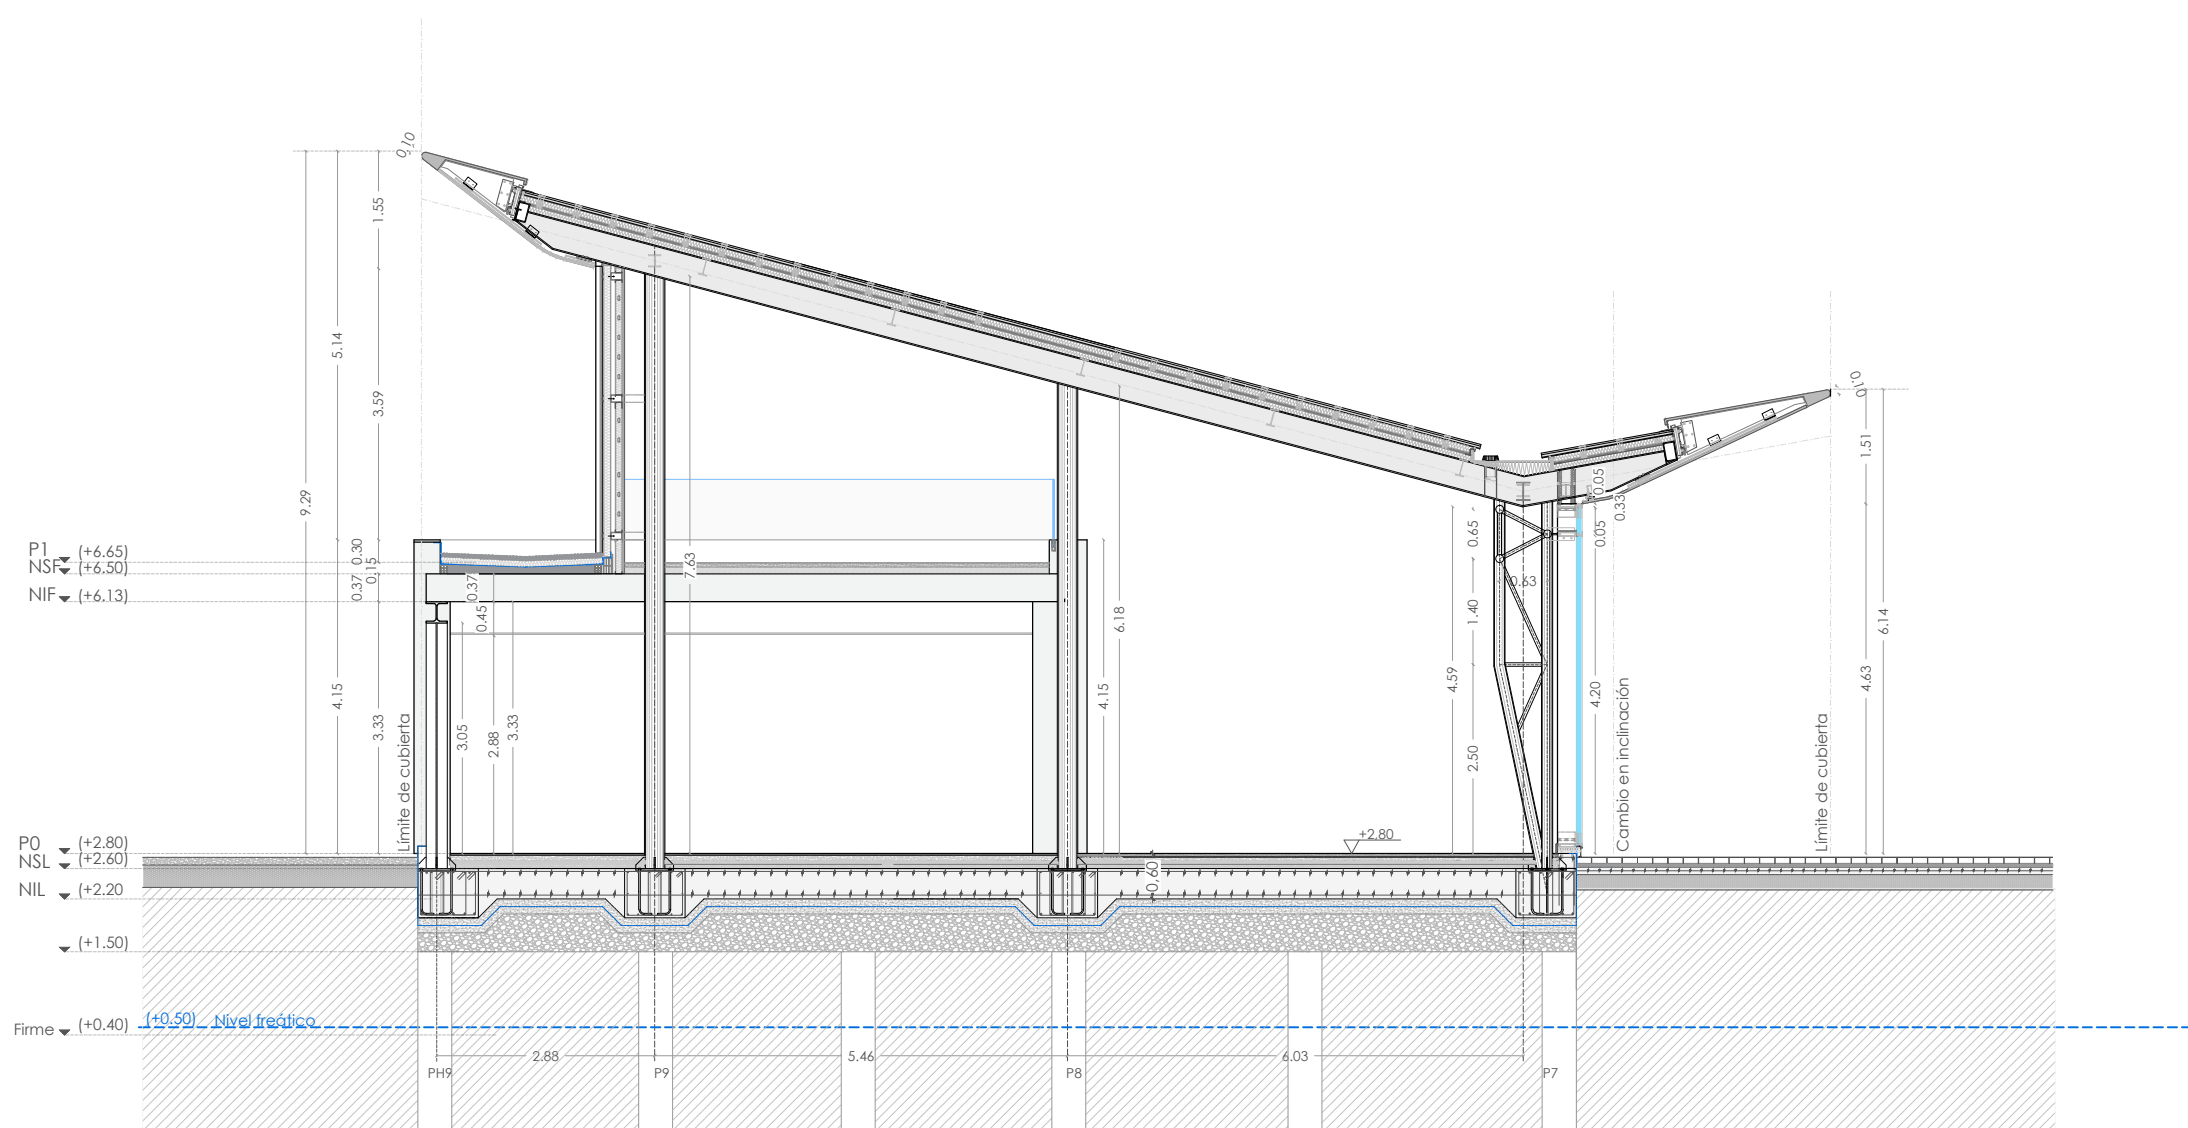 0.10
1.55
5.14
3.59
9.29
0.10
1.51
0.05
0.33
0.05
0.65
0.63
P1 (+6.65)
NSF (+6.50)
NIF (+6.13)
0.30
0.15
0.37
0.37
0.45
7.63
6.18
1.40
6.14
4.15
3.33
3.05
2.88
3.33
4.15
4.59
2.50
4.20
4.63
Límite de cubierta
Cambio en inclinación
Límite de cubierta
P0 (+2.80)
NSL (+2.60)
NIL (+2.20
+2.80
0,60
(+1.50)
(+0.50) Nivel freático
Firme (+0.40)
2.88 5.46 6.03
PH9 P9 P8 P7